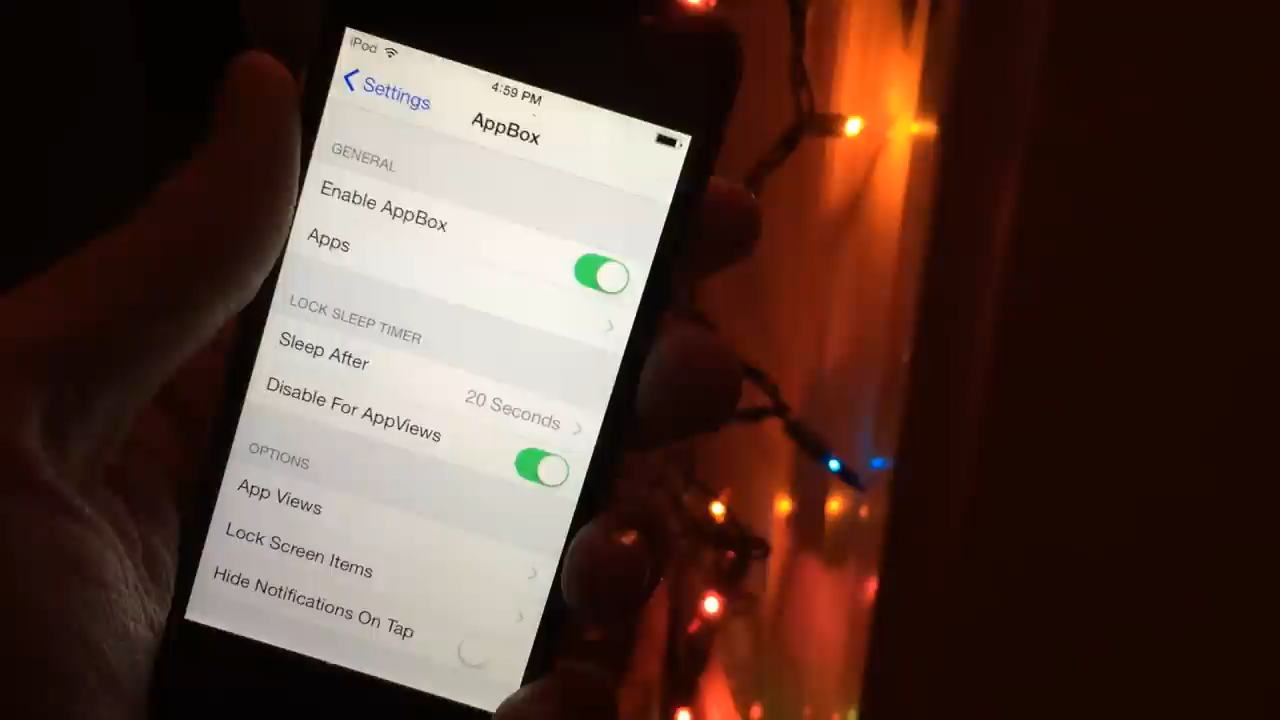 iPod
4:59 PM
Settings
AppBox
GENERAL
Enable AppBox
Apps
LOCK SLEEP TIMER
Sleep After
20 Seconds
Disable For AppViews
OPTIONS
App Views
Lock Screen Items
Hide Notifications On Tap